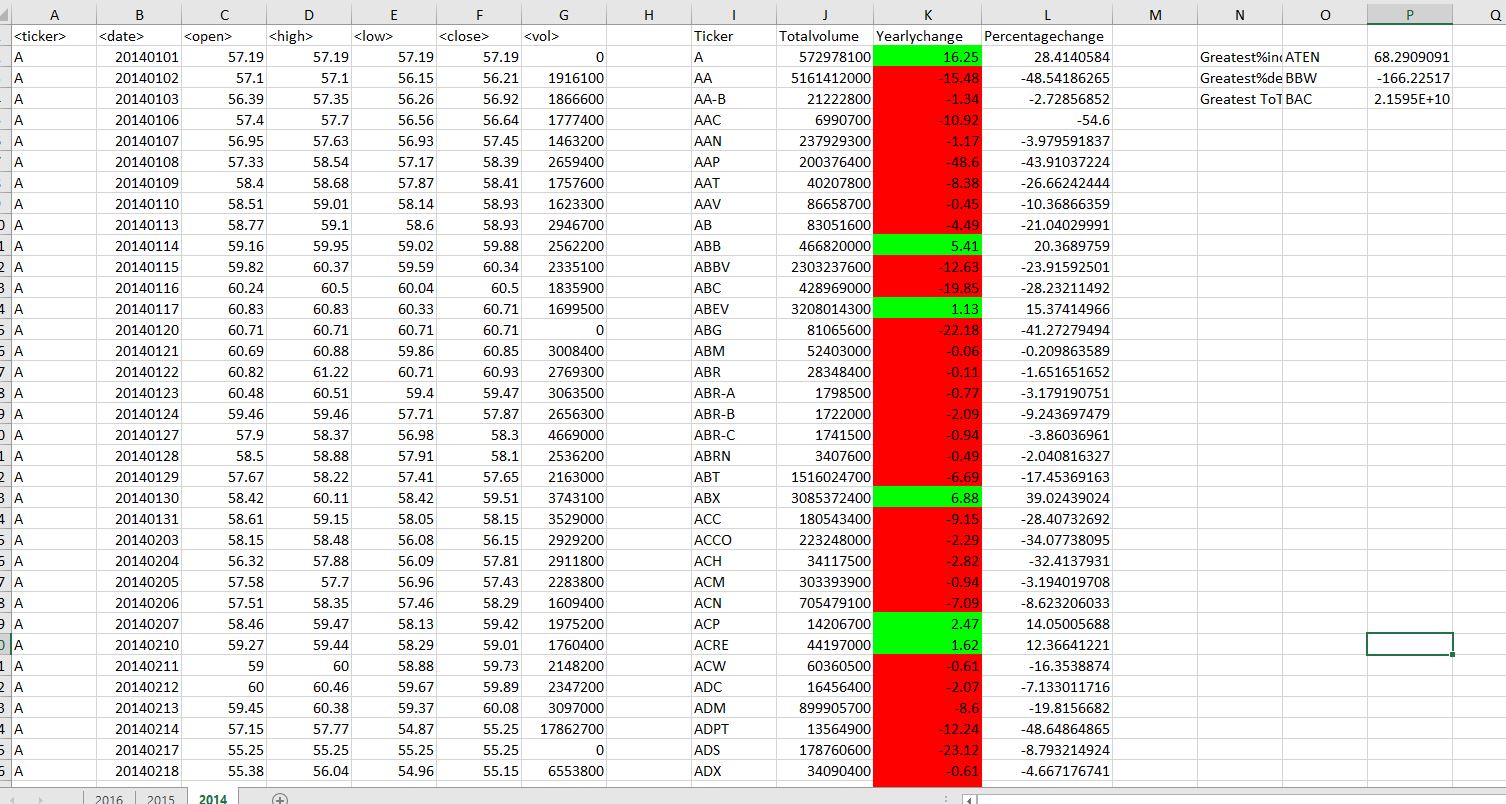 A B C D E F G H I J K L M N O P Q
<ticker> <date> <open> <high> <low> <close> <vol> Ticker Totalvolume Yearlychange Percentagechange
A 20140101 57.19 57.19 57.19 57.19 0 A 572978100 16.25 28.4140584 Greatest%inc ATEN 68.2909091
A 20140102 57.1 57.1 56.15 56.21 1916100 AA 5161412000 -15.48 -48.54186265 Greatest%de BBW -166.22517
A 20140103 56.39 57.35 56.26 56.92 1866600 AA-B 21222800 -1.34 -2.72856852 Greatest ToT BAC 2.1595E+10
A 20140106 57.4 57.7 56.56 56.64 1777400 AAC 6990700 -10.92 -54.6
A 20140107 56.95 57.63 56.93 57.45 1463200 AAN 237929300 -1.17 -3.979591837
A 20140108 57.33 58.54 57.17 58.39 2659400 AAP 200376400 -48.6 -43.91037224
A 20140109 58.4 58.68 57.87 58.41 1757600 AAT 40207800 -8.38 -26.66242444
A 20140110 58.51 59.01 58.14 58.93 1623300 AAV 86658700 -0.45 -10.36866359
A 20140113 58.77 59.1 58.6 58.93 2946700 AB 83051600 -4.49 -21.04029991
A 20140114 59.16 59.95 59.02 59.88 2562200 ABB 466820000 5.41 20.3689759
A 20140115 59.82 60.37 59.59 60.34 2335100 ABBV 2303237600 -12.63 -23.91592501
A 20140116 60.24 60.5 60.04 60.5 1835900 ABC 428969000 -19.85 -28.23211492
A 20140117 60.83 60.83 60.33 60.71 1699500 ABEV 3208014300 1.13 15.37414966
A 20140120 60.71 60.71 60.71 60.71 0 ABG 81065600 -22.18 -41.27279494
A 20140121 60.69 60.88 59.86 60.85 3008400 ABM 52403000 -0.06 -0.209863589
A 20140122 60.82 61.22 60.71 60.93 2769300 ABR 28348400 -0.11 -1.651651652
A 20140123 60.48 60.51 59.4 59.47 3063500 ABR-A 1798500 -0.77 -3.179190751
A 20140124 59.46 59.46 57.71 57.87 2656300 ABR-B 1722000 -2.09 -9.243697479
A 20140127 57.9 58.37 56.98 58.3 4669000 ABR-C 1741500 -0.94 -3.86036961
A 20140128 58.5 58.88 57.91 58.1 2536200 ABRN 3407600 -0.49 -2.040816327
A 20140129 57.67 58.22 57.41 57.65 2163000 ABT 1516024700 -6.69 -17.45369163
A 20140130 58.42 60.11 58.42 59.51 3743100 ABX 3085372400 6.88 39.02439024
A 20140131 58.61 59.15 58.05 58.15 3529000 ACC 180543400 -9.15 -28.40732692
A 20140203 58.15 58.48 56.08 56.15 2929200 ACCO 223248000 -2.29 -34.07738095
A 20140204 56.32 57.88 56.09 57.81 2911800 ACH 34117500 -2.82 -32.4137931
A 20140205 57.58 57.7 56.96 57.43 2283800 ACM 303393900 -0.94 -3.194019708
A 20140206 57.51 58.35 57.46 58.29 1609400 ACN 705479100 -7.09 -8.623206033
A 20140207 58.46 59.47 58.13 59.42 1975200 ACP 14206700 2.47 14.05005688
A 20140210 59.27 59.44 58.29 59.01 1760400 ACRE 44197000 1.62 12.36641221
A 20140211 59 60 58.88 59.73 2148200 ACW 60360500 -0.61 -16.3538874
A 20140212 60 60.46 59.67 59.89 2347200 ADC 16456400 -2.07 -7.133011716
A 20140213 59.45 60.38 59.37 60.08 3097000 ADM 899905700 -8.6 -19.8156682
A 20140214 57.15 57.77 54.87 55.25 17862700 ADPT 13564900 -12.24 -48.64864865
A 20140217 55.25 55.25 55.25 55.25 0 ADS 178760600 -23.12 -8.793214924
A 20140218 55.38 56.04 54.96 55.15 6553800 ADX 34090400 -0.61 -4.667176741
2016 2015 2014